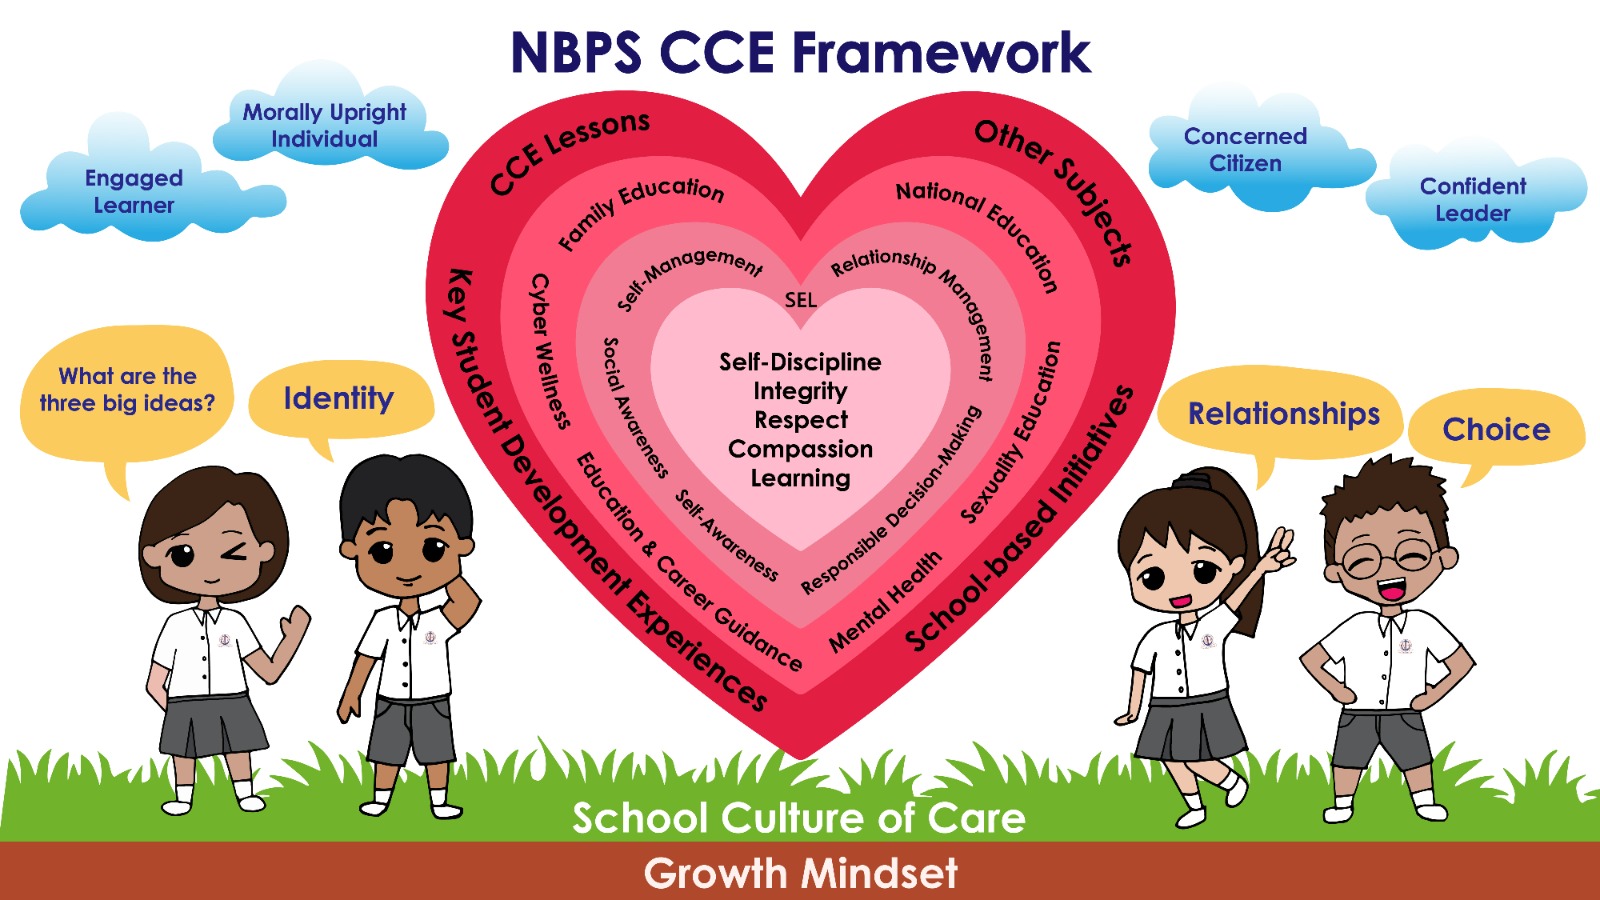 NBPS CCE Framework
Morally Upright
Individual
Engaged
Learner
Concerned
Citizen
Confident
Leader
CCE Lessons
Other Subjects
Key Student Development Experiences
School-based Initiatives
Family Education
National Education
Cyber Wellness
Sexuality Education
Education & Career Guidance
Mental Health
Self-Management
Relationship Management
SEL
Social Awareness
Self-Awareness
Responsible Decision-Making
Self-Discipline
Integrity
Respect
Compassion
Learning
What are the
three big ideas?
Identity
Relationships
Choice
School Culture of Care
Growth Mindset